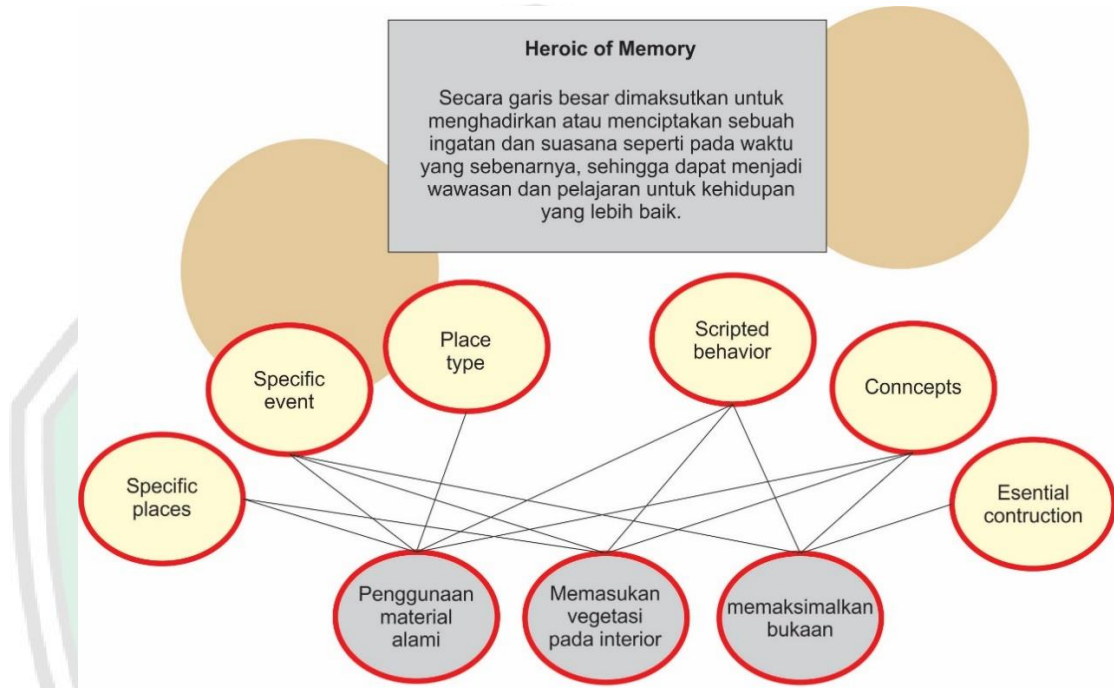 Heroic of Memory
Secara garis besar dimaksutkan untuk
menghadirkan atau menciptakan sebuah
ingatan dan suasana seperti pada waktu
yang sebenarnya, sehingga dapat menjadi
wawasan dan pelajaran untuk kehidupan
yang lebih baik.
Specific
places
Specific
event
Place
type
Scripted
behavior
Conncepts
Esential
contruction
Penggunaan
material
alami
Memasukan
vegetasi
pada interior
memaksimalkan
bukaan